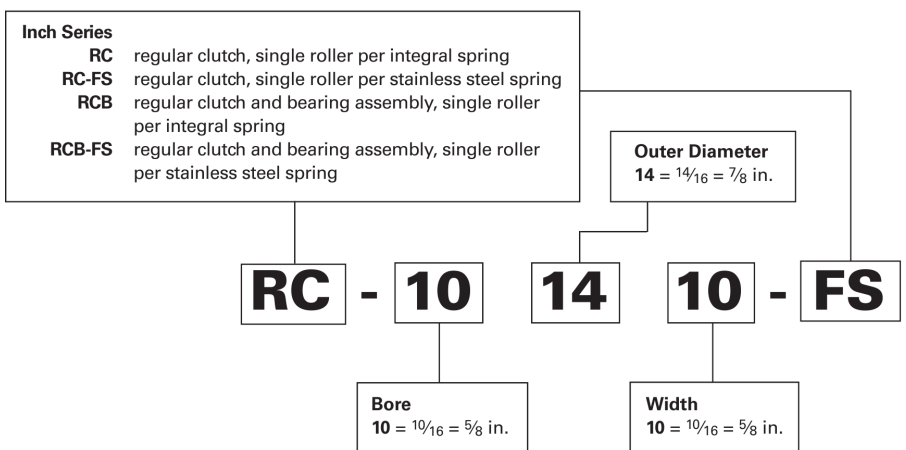 Inch Series
RC regular clutch, single roller per integral spring
RC-FS regular clutch, single roller per stainless steel spring
RCB regular clutch and bearing assembly, single roller
per integral spring
RCB-FS regular clutch and bearing assembly, single roller
per stainless steel spring
Outer Diameter
14 = 14/16 = 7/8 in.
RC - 10 14 10 - FS
Bore
10 = 10/16 = 5/8 in.
Width
10 = 10/16 = 5/8 in.